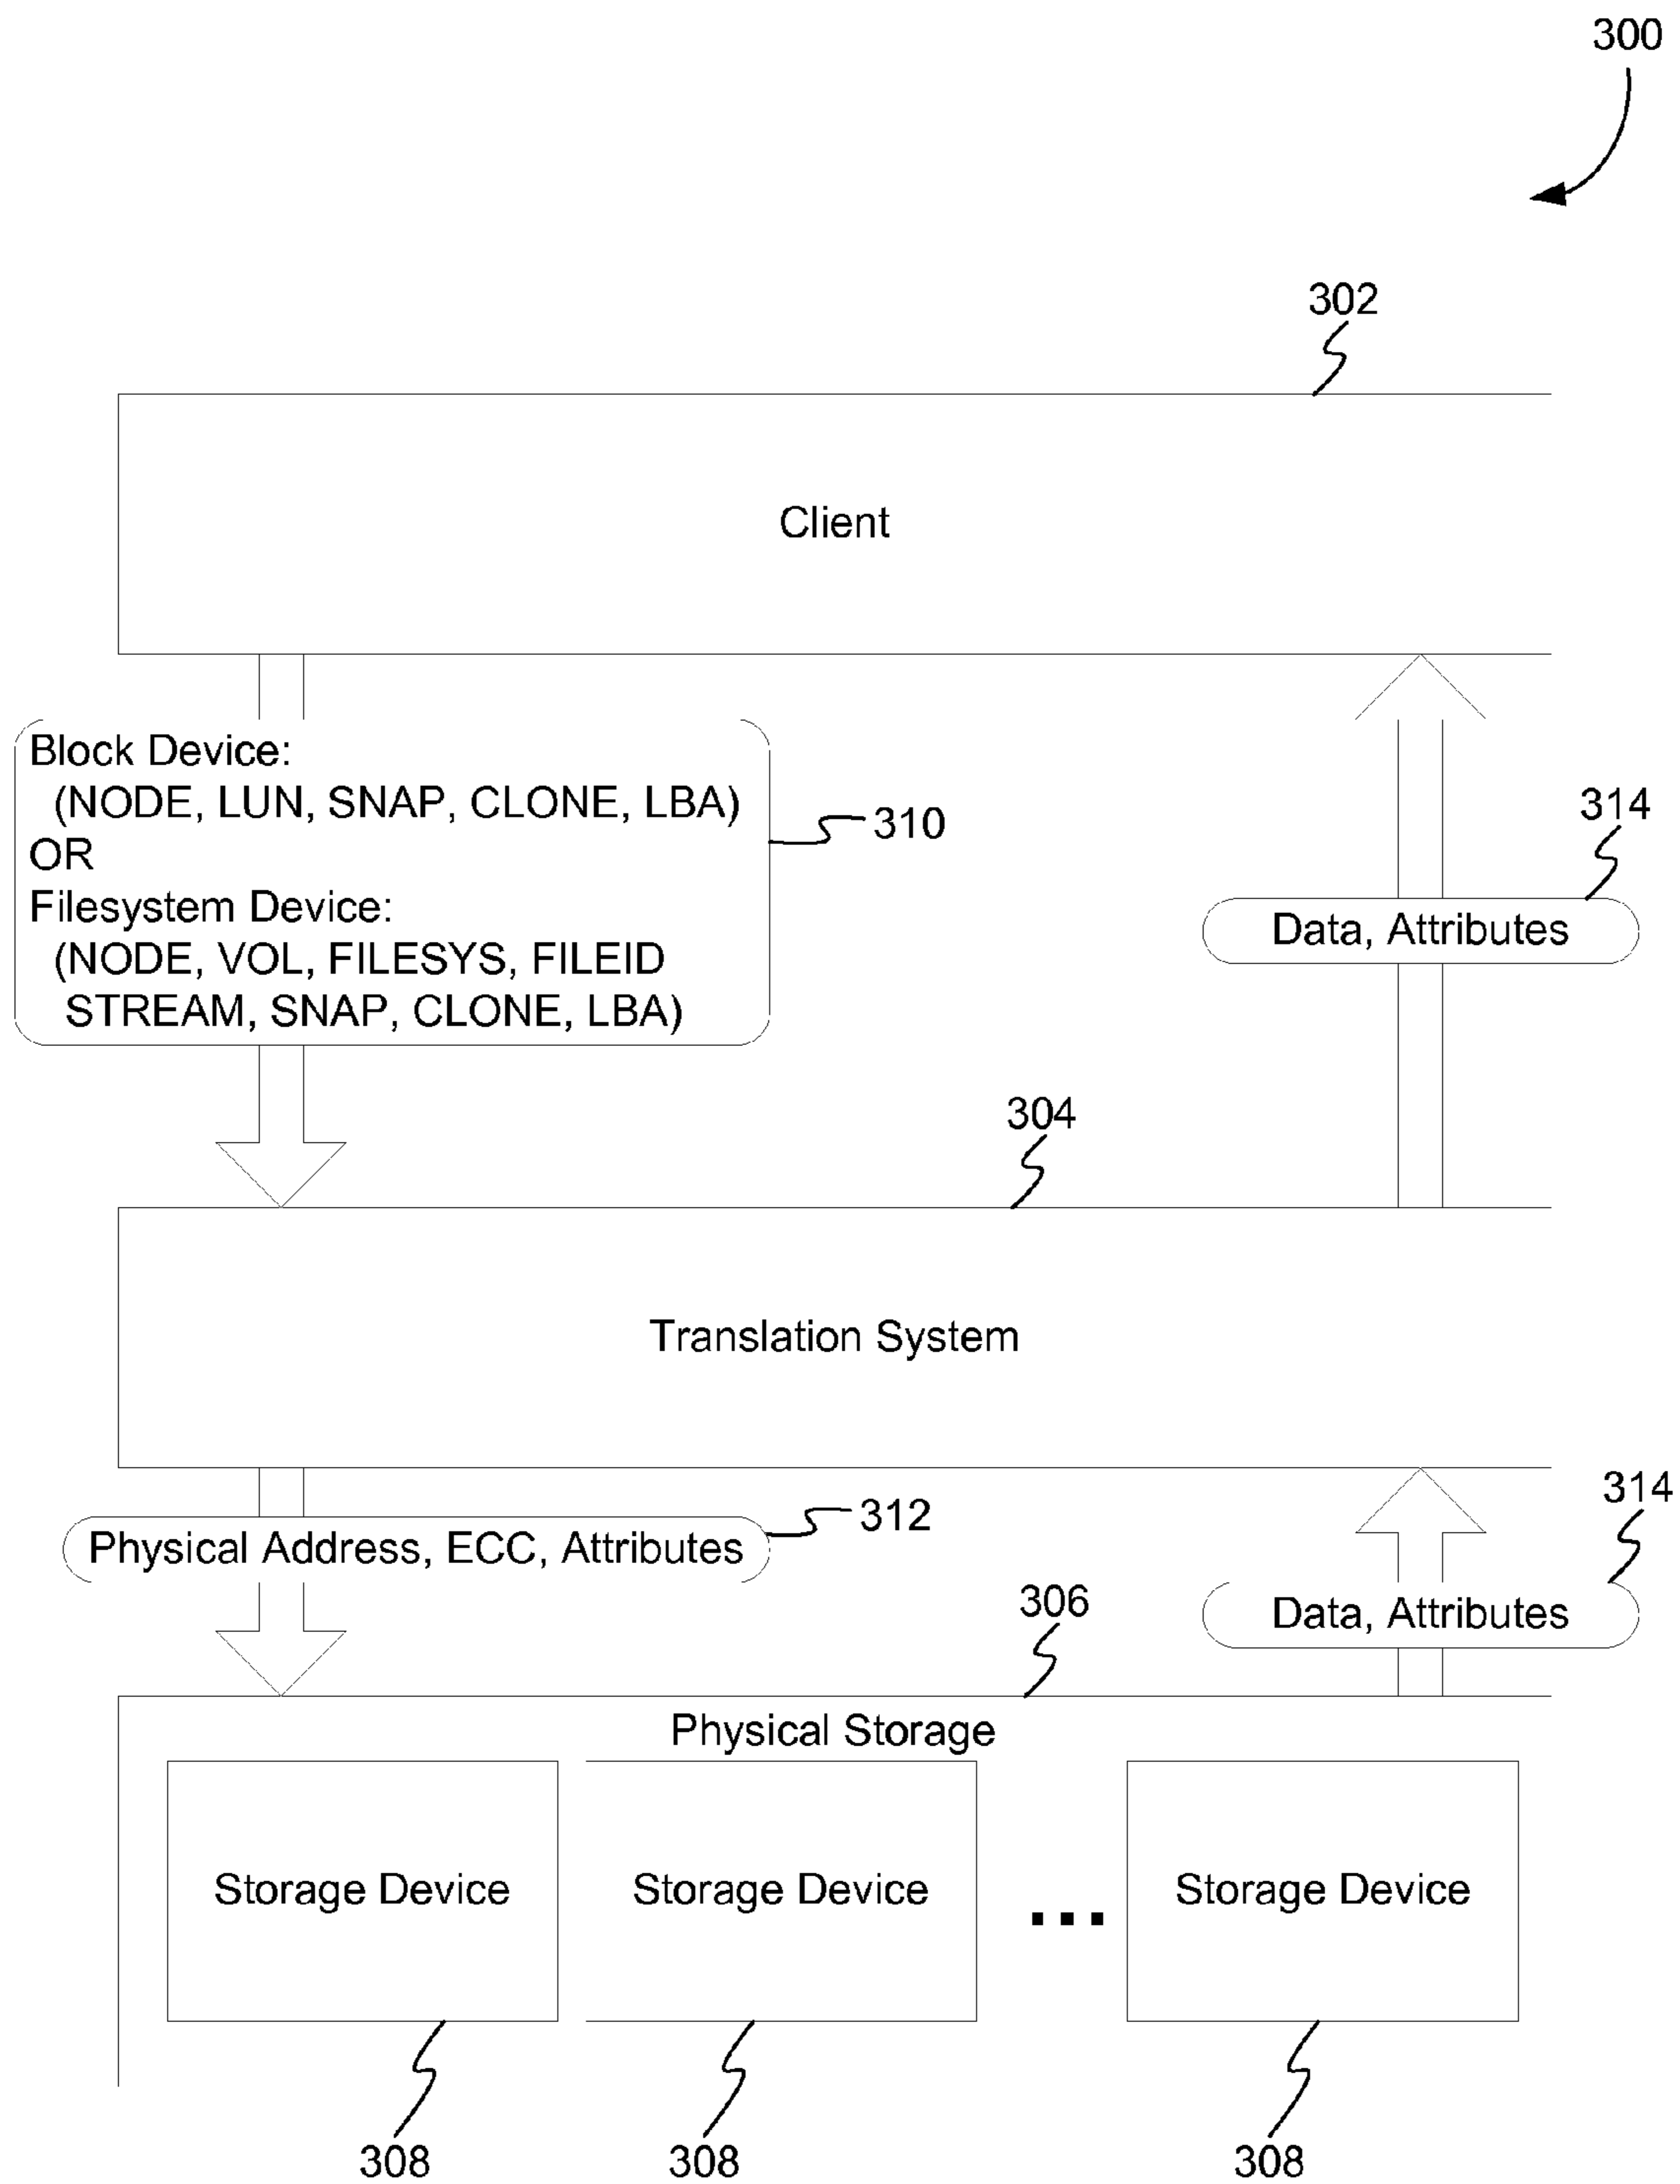 300
302
Client
Block Device:
(NODE, LUN, SNAP, CLONE, LBA)
OR
Filesystem Device:
(NODE, VOL, FILESYS, FILEID
STREAM, SNAP, CLONE, LBA)
310
314
Data, Attributes
304
Translation System
Physical Address, ECC, Attributes
312
314
Data, Attributes
306
Physical Storage
Storage Device
Storage Device
...
Storage Device
308
308
308